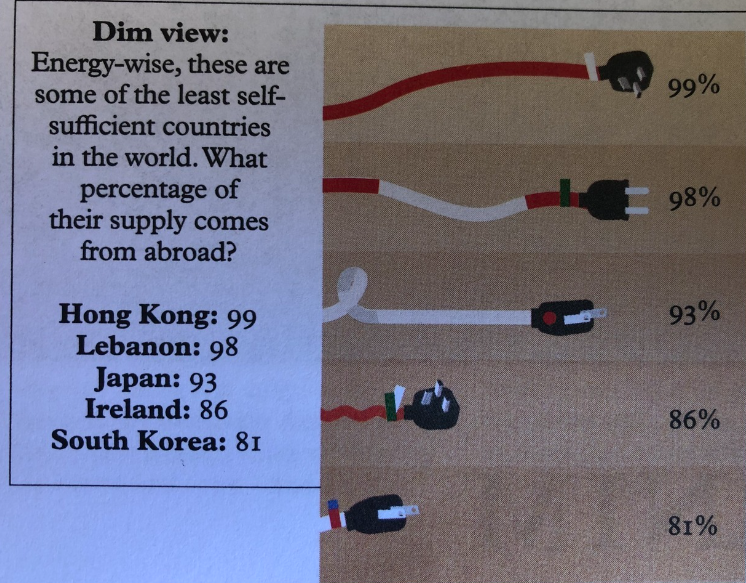 Dim view:
Energy-wise, these are
some of the least self-
sufficient countries
in the world. What
percentage of
their supply comes
from abroad?
Hong Kong: 99
Lebanon: 98
Japan: 93
Ireland: 86
South Korea: 81
99%
98%
93%
86%
81%